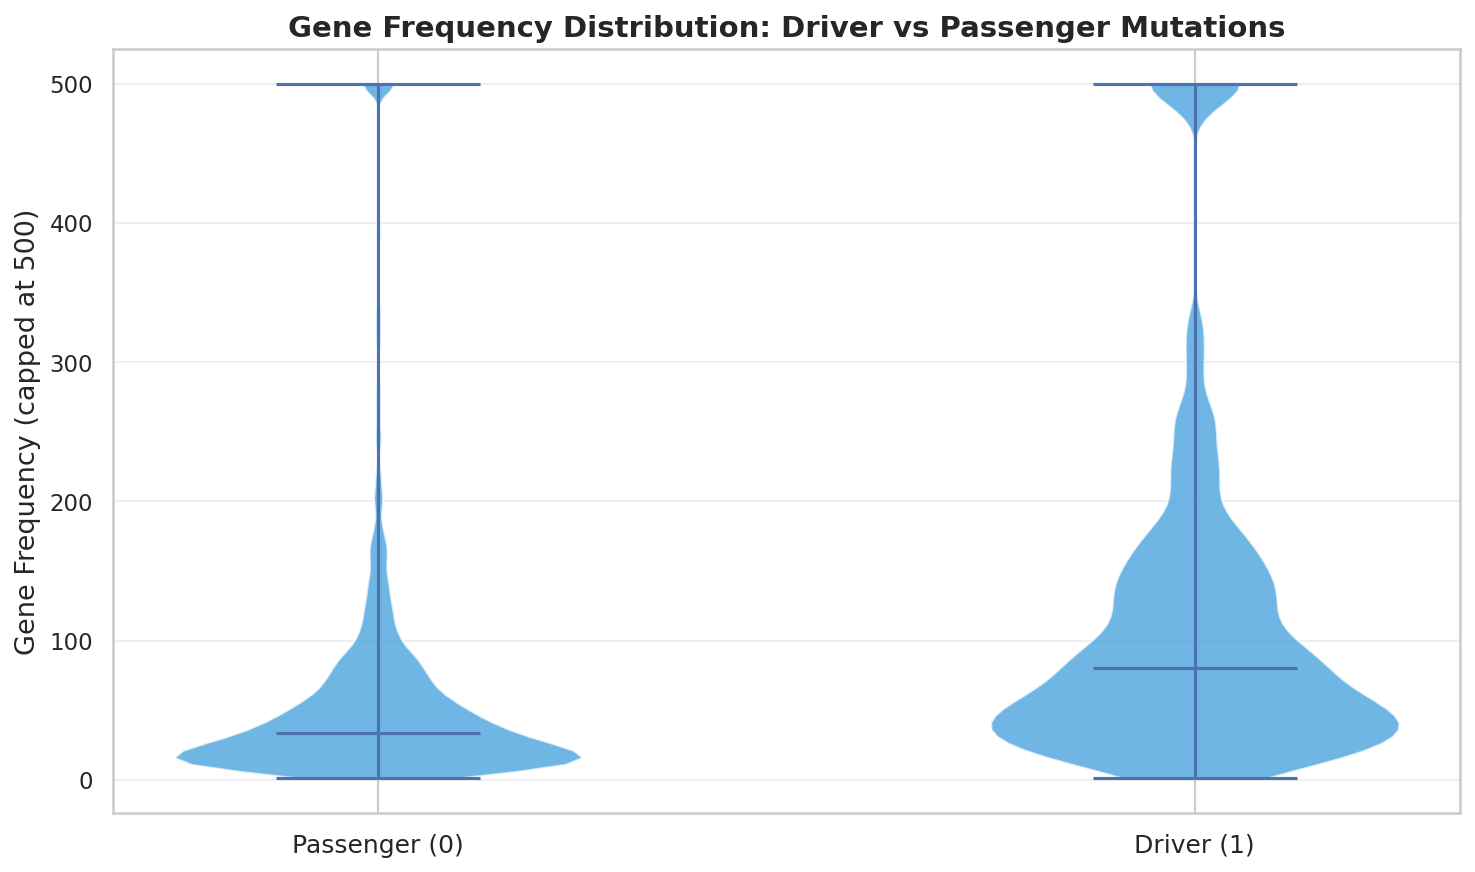 Gene Frequency Distribution: Driver vs Passenger Mutations
Gene Frequency (capped at 500)
500
400
300
200
100
0
Passenger (0)
Driver (1)